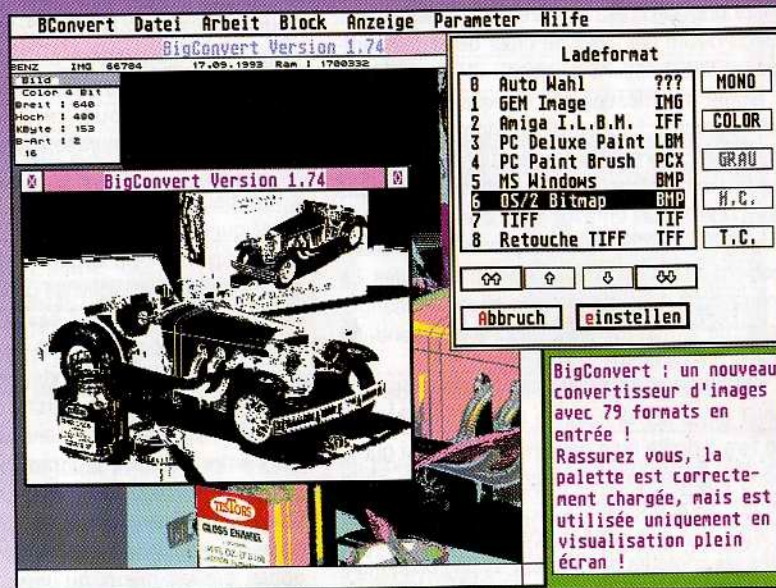 BConvert Datei Arbeit Block Anzeige Parameter Hilfe
BigConvert Version 1.74
BENZ IMG 66784 17.09.1993 Ram : 1700332
Bild
Color 4 Bit
Breit : 640
Hoch : 400
KByte : 153
B-Art : 2
16
BigConvert Version 1.74
Ladeformat
0 Auto Wahl ???
1 GEM Image IMG
2 Amiga I.L.B.M. IFF
3 PC Deluxe Paint LBM
4 PC Paint Brush PCX
5 MS Windows BMP
6 OS/2 Bitmap BMP
7 TIFF TIF
8 Retouche TIFF TFF
MONO
COLOR
GRAU
H.C.
T.C.
Abbruch
einstellen
TESTORS
GLOSS ENAMEL
BigConvert : un nouveau
convertisseur d'images
avec 79 formats en
entrée !
Rassurez vous, la
palette est correcte-
ment chargée, mais est
utilisée uniquement en
visualisation plein
écran !